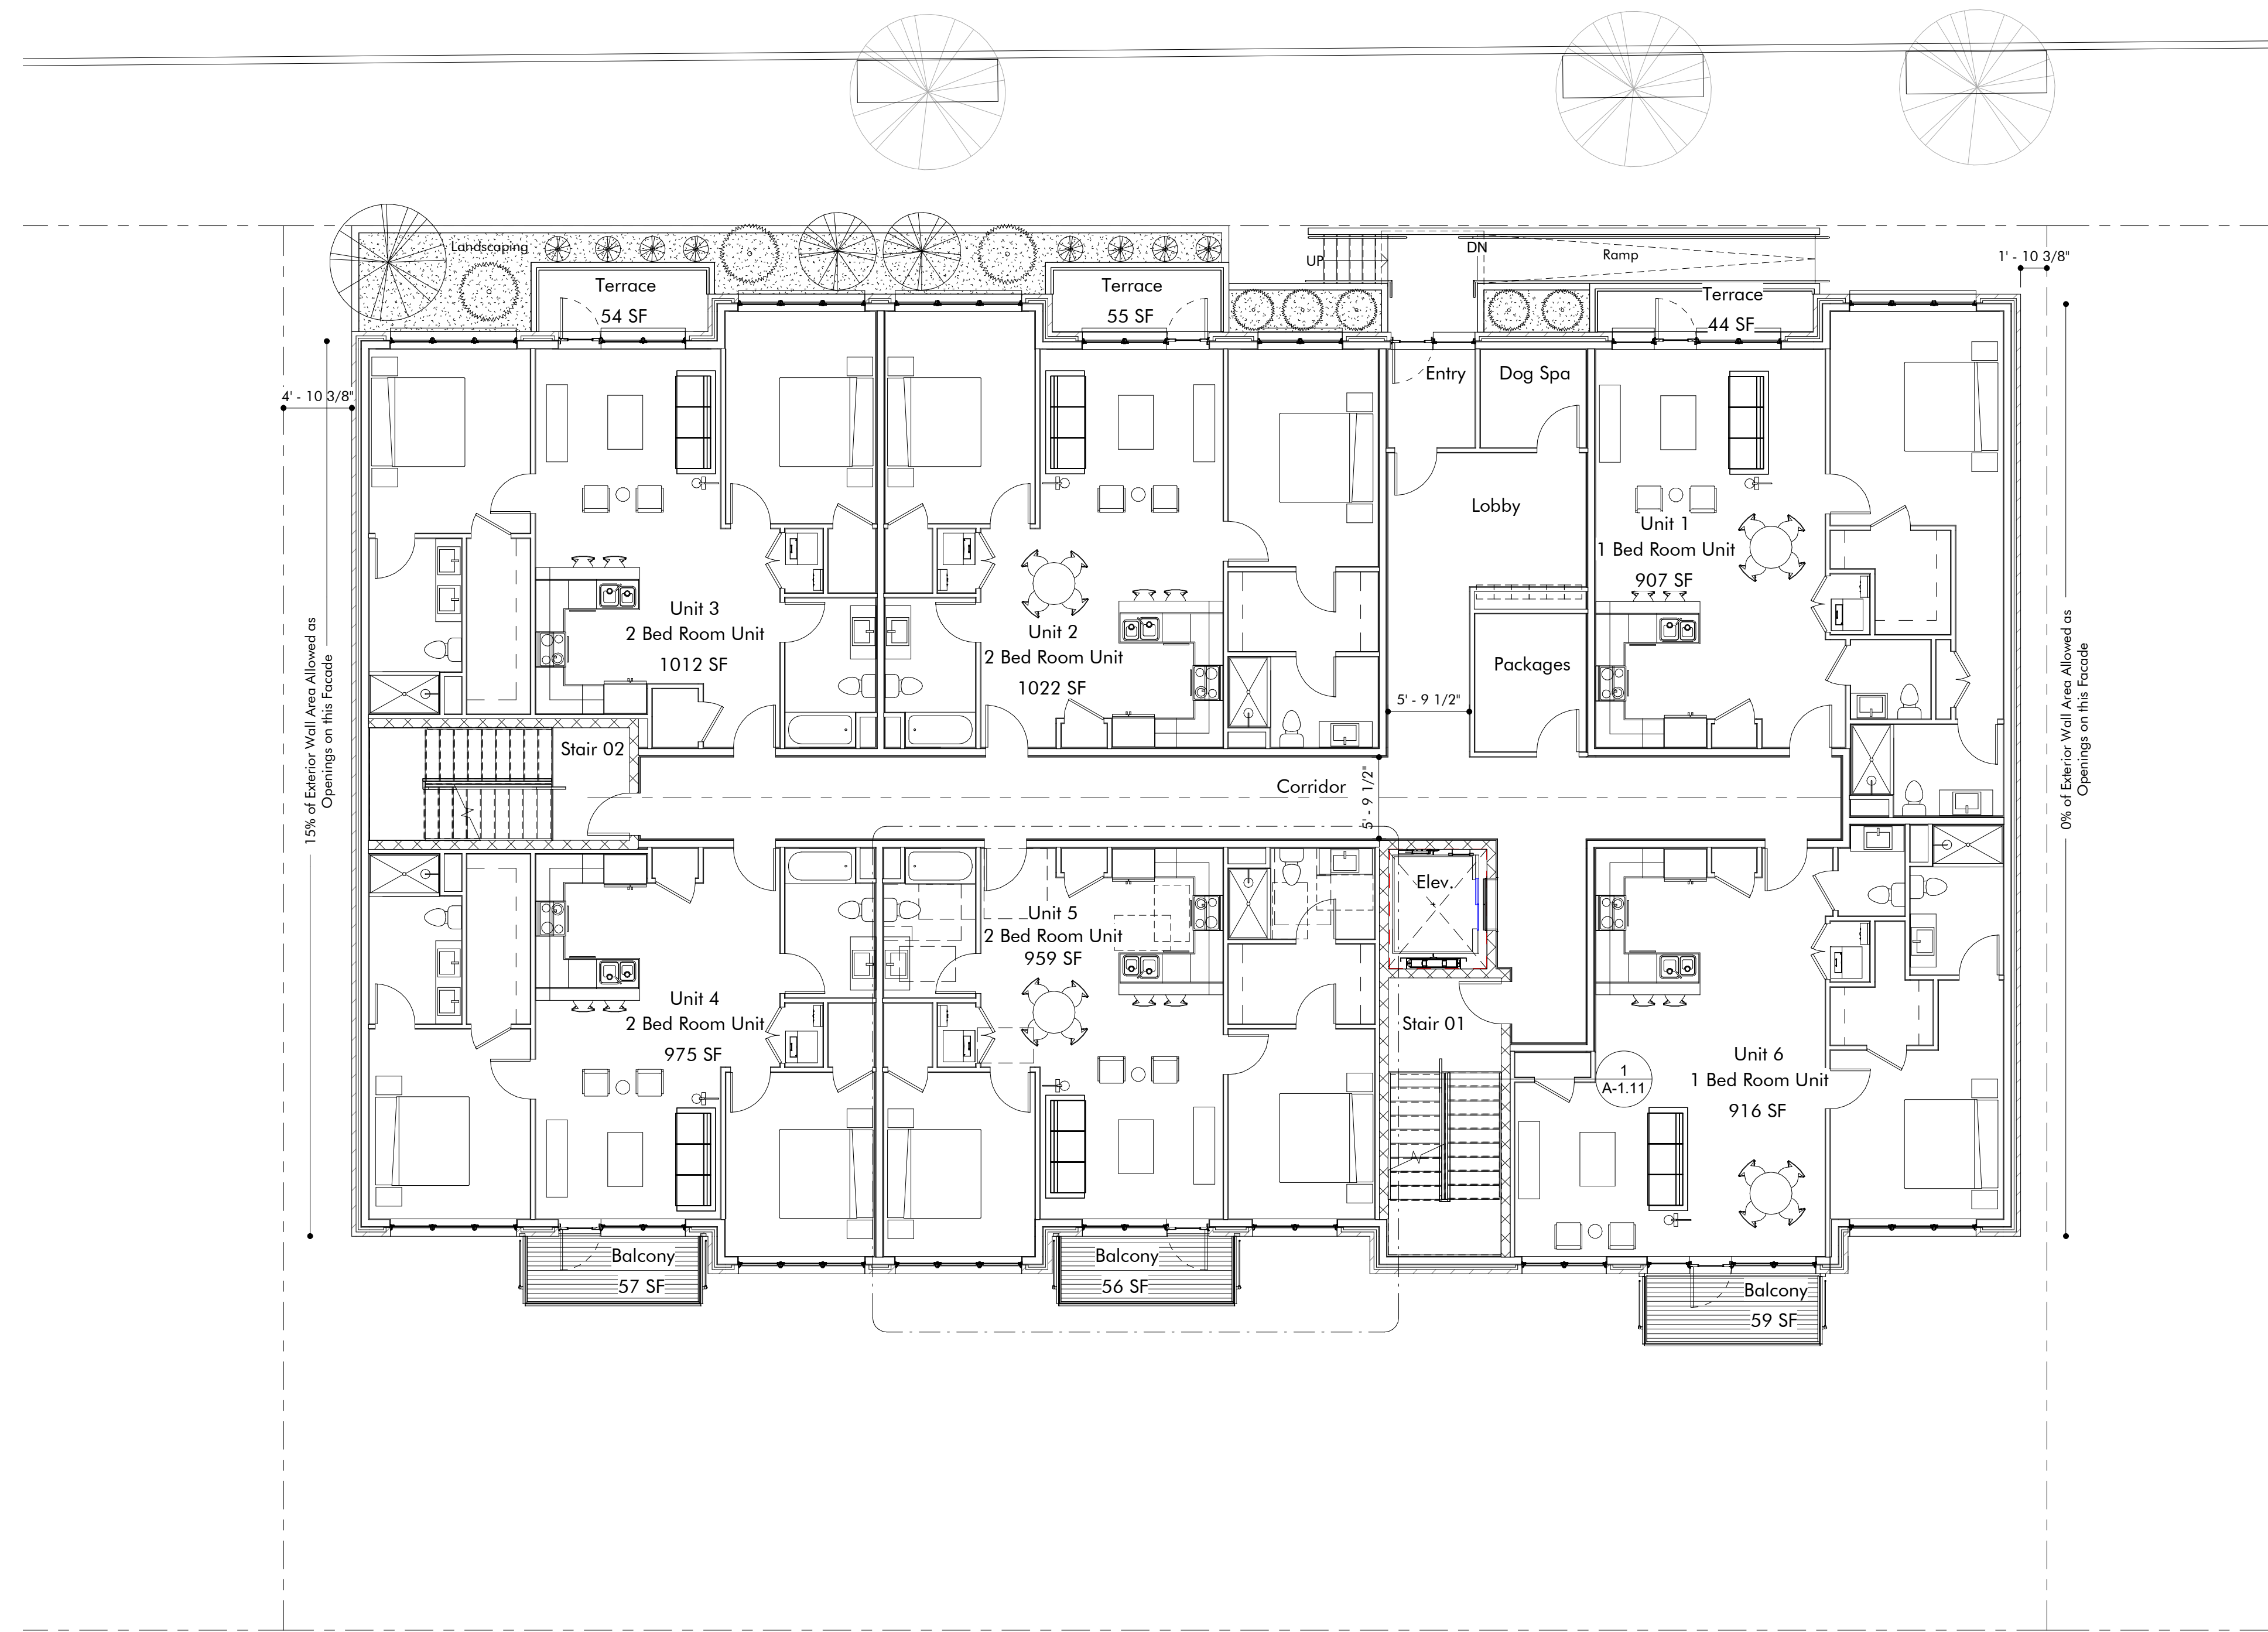 Landscaping
UP
DN
Ramp
1' - 10 3/8"
Terrace
54 SF
Terrace
55 SF
Terrace
44 SF
4' - 10 3/8"
Entry
Dog Spa
Lobby
Unit 1
1 Bed Room Unit
907 SF
Unit 3
2 Bed Room Unit
1012 SF
Unit 2
2 Bed Room Unit
1022 SF
Packages
5' - 9 1/2"
15% of Exterior Wall Area Allowed as
Openings on this Facade
0% of Exterior Wall Area Allowed as
Openings on this Facade
Stair 02
Corridor
5' - 9 1/2"
Elev.
Unit 5
2 Bed Room Unit
959 SF
Unit 4
2 Bed Room Unit
975 SF
Stair 01
Unit 6
1 Bed Room Unit
916 SF
1
A-1.11
Balcony
57 SF
Balcony
56 SF
Balcony
59 SF